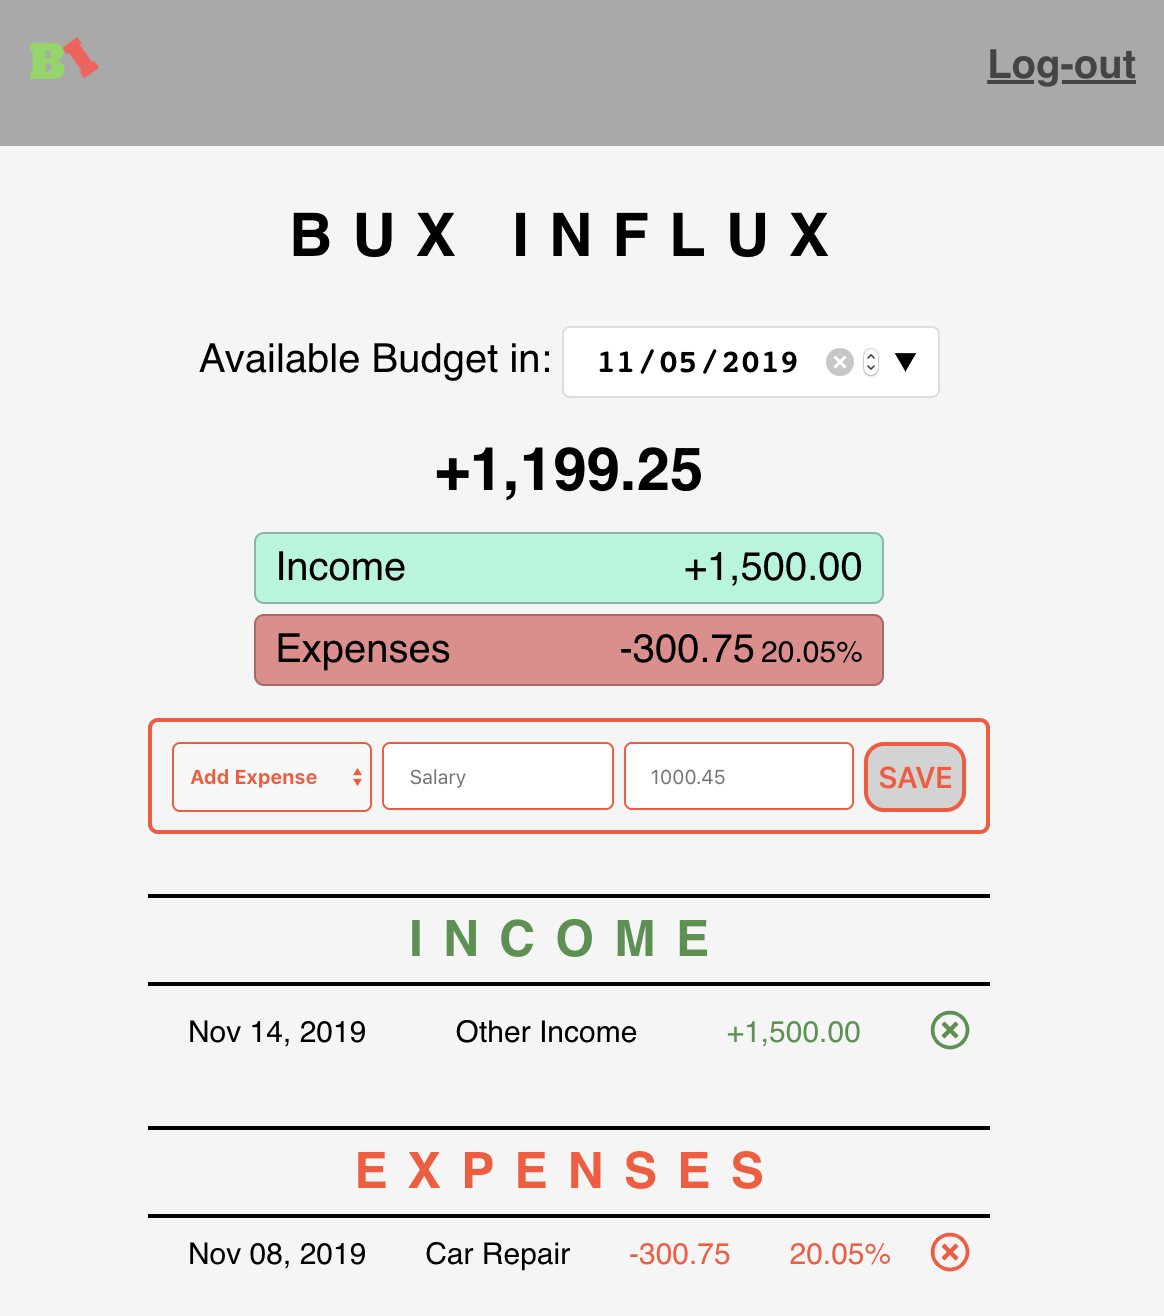 BI
Log-out
BUX INFLUX
Available Budget in: 11/05/2019
+1,199.25
Income +1,500.00
Expenses -300.75 20.05%
Add Expense Salary 1000.45 SAVE
INCOME
Nov 14, 2019 Other Income +1,500.00
EXPENSES
Nov 08, 2019 Car Repair -300.75 20.05%